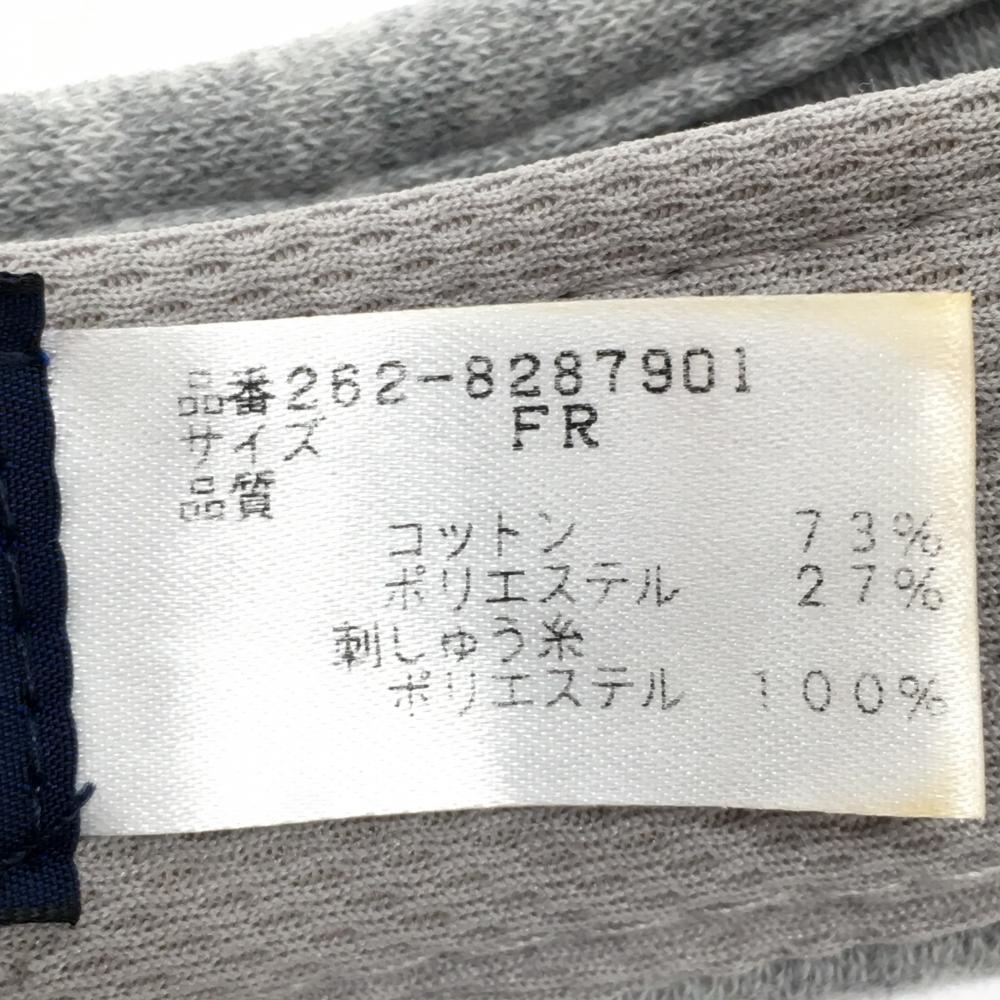 品番262-8287901
サイズ FR
品質
コットン 73%
ポリエステル 27%
刺しゅう糸
ポリエステル 100%